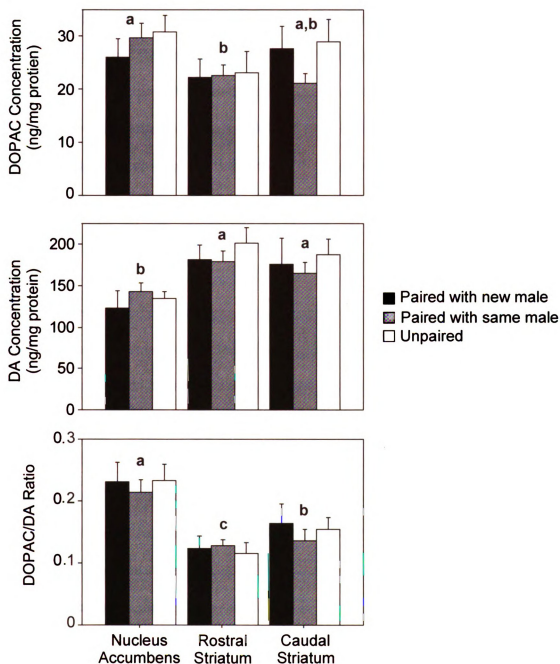 DOPAC Concentration
(ng/mg protien)
30
20
10
0
a
b
a,b
DA Concentration
(ng/mg protein)
200
150
100
50
0
b
a
a
Paired with new male
Paired with same male
Unpaired
DOPAC/DA Ratio
0.3
0.2
0.1
0
a
c
b
Nucleus
Accumbens
Rostral
Striatum
Caudal
Striatum